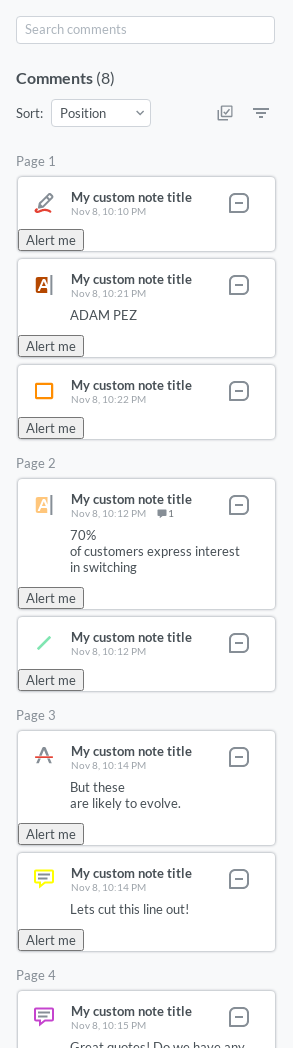 Search comments
Comments (8)
Sort: Position
Page 1
My custom note title
Nov 8, 10:10 PM
Alert me
My custom note title
Nov 8, 10:21 PM
ADAM PEZ
Alert me
My custom note title
Nov 8, 10:22 PM
Alert me
Page 2
My custom note title
Nov 8, 10:12 PM 1
70%
of customers express interest
in switching
Alert me
My custom note title
Nov 8, 10:12 PM
Alert me
Page 3
My custom note title
Nov 8, 10:14 PM
But these
are likely to evolve.
Alert me
My custom note title
Nov 8, 10:14 PM
Lets cut this line out!
Alert me
Page 4
My custom note title
Nov 8, 10:15 PM
Great quotes! Do we have any